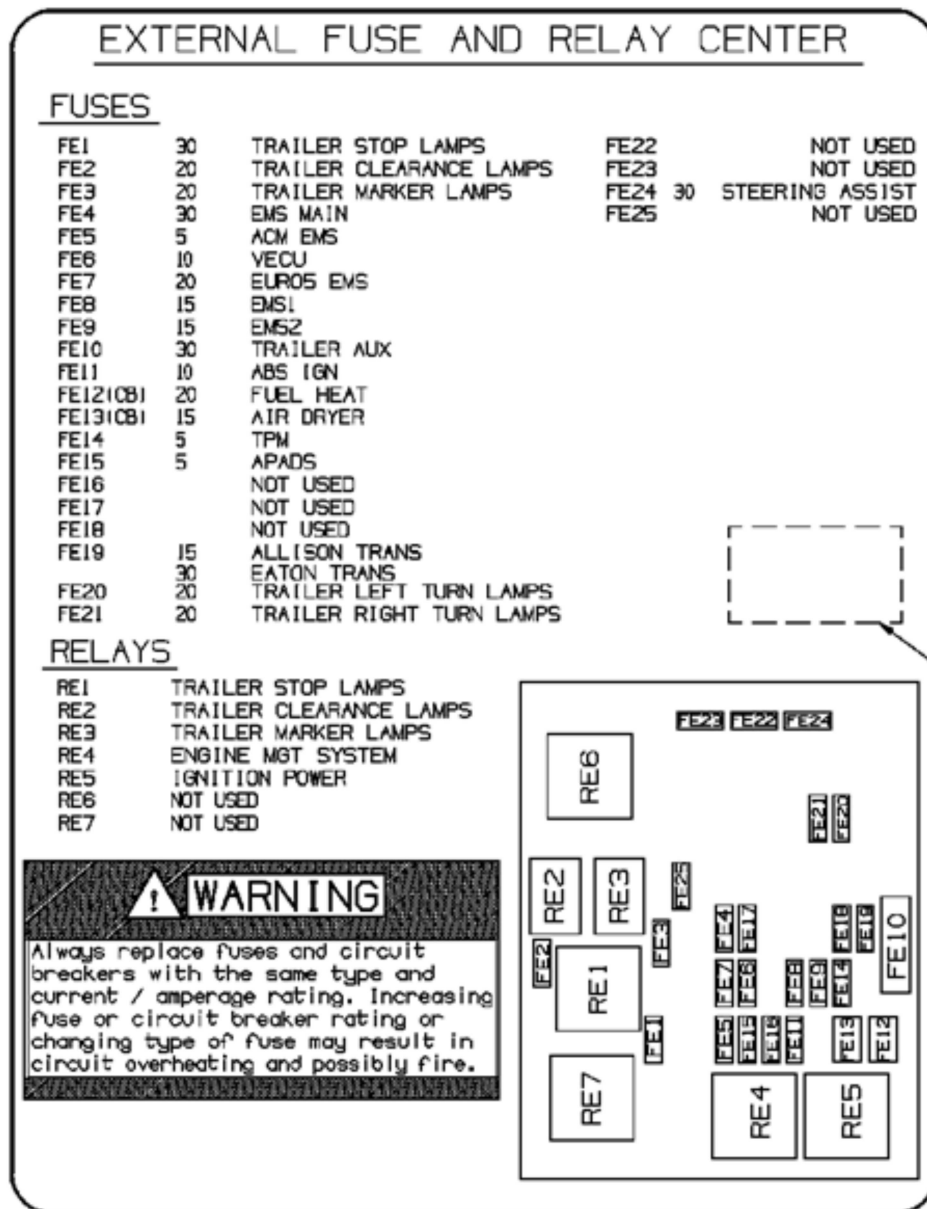 EXTERNAL FUSE AND RELAY CENTER
FUSES
FE1 30 TRAILER STOP LAMPS
FE2 20 TRAILER CLEARANCE LAMPS
FE3 20 TRAILER MARKER LAMPS
FE4 30 EMS MAIN
FE5 5 ACM EMS
FE6 10 VECU
FE7 20 EURO5 EMS
FE8 15 EMS1
FE9 15 EMS2
FE10 30 TRAILER AUX
FE11 10 ABS IGN
FE12(CB) 20 FUEL HEAT
FE13(CB) 15 AIR DRYER
FE14 5 TPM
FE15 5 APADS
FE16 NOT USED
FE17 NOT USED
FE18 NOT USED
FE19 15 ALLISON TRANS
30 EATON TRANS
FE20 20 TRAILER LEFT TURN LAMPS
FE21 20 TRAILER RIGHT TURN LAMPS
FE22 NOT USED
FE23 NOT USED
FE24 30 STEERING ASSIST
FE25 NOT USED
RELAYS
RE1 TRAILER STOP LAMPS
RE2 TRAILER CLEARANCE LAMPS
RE3 TRAILER MARKER LAMPS
RE4 ENGINE MGT SYSTEM
RE5 IGNITION POWER
RE6 NOT USED
RE7 NOT USED
! WARNING
Always replace fuses and circuit
breakers with the same type and
current / amperage rating. Increasing
fuse or circuit breaker rating or
changing type of fuse may result in
circuit overheating and possibly fire.
FE23 FE22 FE24
RE6
FE21 FE20
RE2 RE3 FE25
FE4 FE17 FE18 FE19 FE10
FE2 RE1 FE3
FE7 FE6 FE8 FE9 FE14
FE1 FE5 FE15 FE16 FE11 FE13 FE12
RE7 RE4 RE5